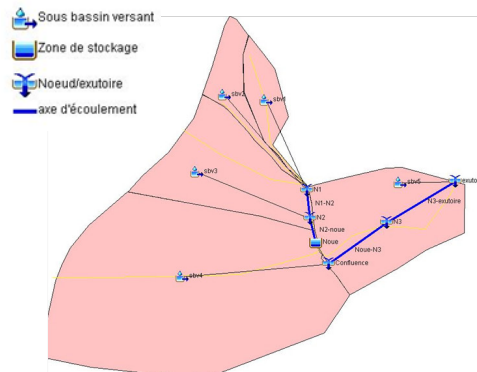 Sous bassin versant
Zone de stockage
Noeud/exutoire
axe d'écoulement
sbv2
sbv1
sbv3
N1
N1-N2
N2
N2-noue
Noue
sbv5
exuto
N3-exutoire
N3
Noue-N3
Confluence
sbv4